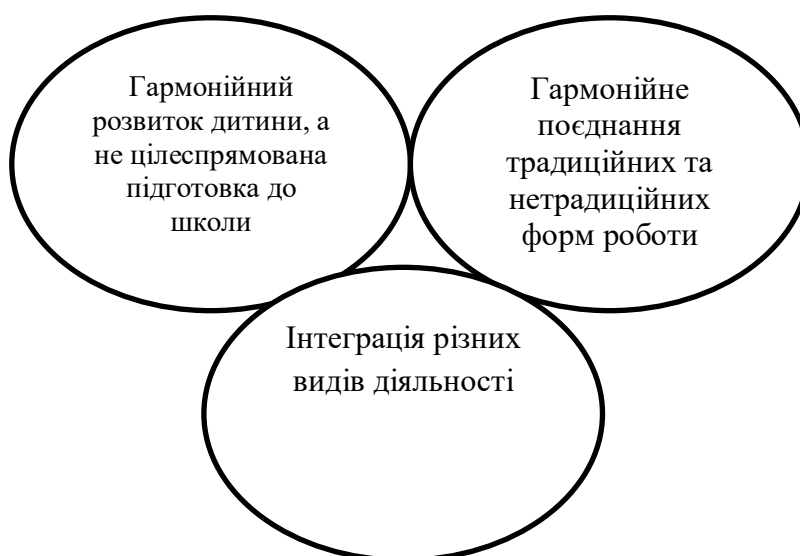 Гармонійний
розвиток дитини, а
не цілеспрямована
підготовка до
школи
Гармонійне
поєднання
традиційних та
нетрадиційних
форм роботи
Інтеграція різних
видів діяльності